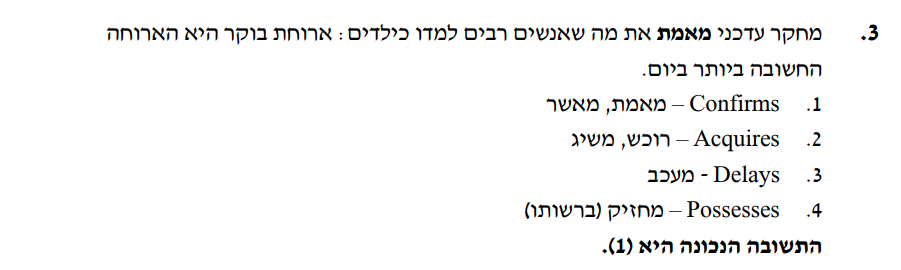 3. מחקר עדכני מאמת את מה שאנשים רבים למדו כילדים: ארוחת בוקר היא הארוחה
החשובה ביותר ביום.
1. Confirms – מאמת, מאשר
2. Acquires – רוכש, משיג
3. Delays - מעכב
4. Possesses – מחזיק (ברשותו)
התשובה הנכונה היא (1).